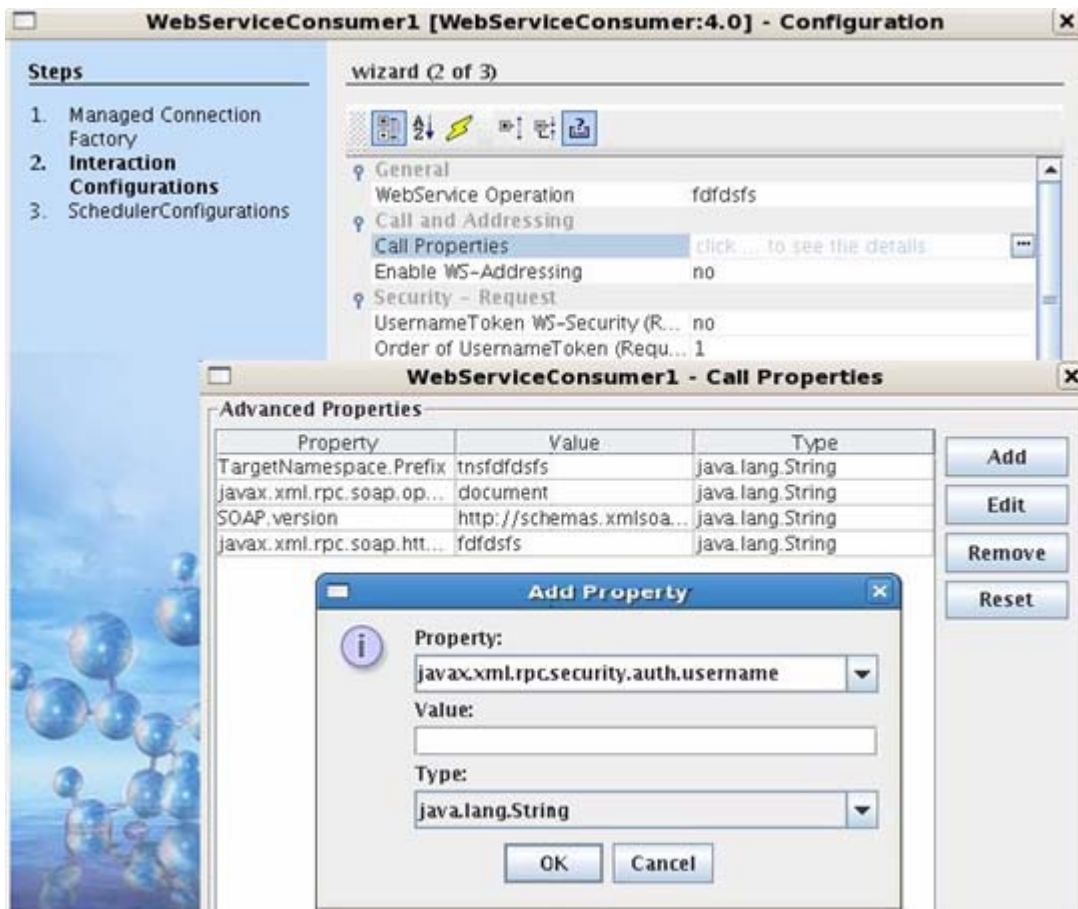 WebServiceConsumer1 [WebServiceConsumer:4.0] - Configuration
Steps
1. Managed Connection
Factory
2. Interaction
Configurations
3. SchedulerConfigurations
wizard (2 of 3)
General
WebService Operation fdfdsfs
Call and Addressing
Call Properties click ... to see the details
Enable WS-Addressing no
Security - Request
UsernameToken WS-Security (R... no
Order of UsernameToken (Requ... 1
WebServiceConsumer1 - Call Properties
Advanced Properties
Property Value Type
TargetNamespace.Prefix tnsfdfdsfs java.lang.String
javax.xml.rpc.soap.op... document java.lang.String
SOAP.version http://schemas.xmlsoa... java.lang.String
javax.xml.rpc.soap.htt... fdfdsfs java.lang.String
Add
Edit
Remove
Reset
Add Property
Property:
javax.xml.rpc.security.auth.username
Value:
Type:
java.lang.String
OK Cancel